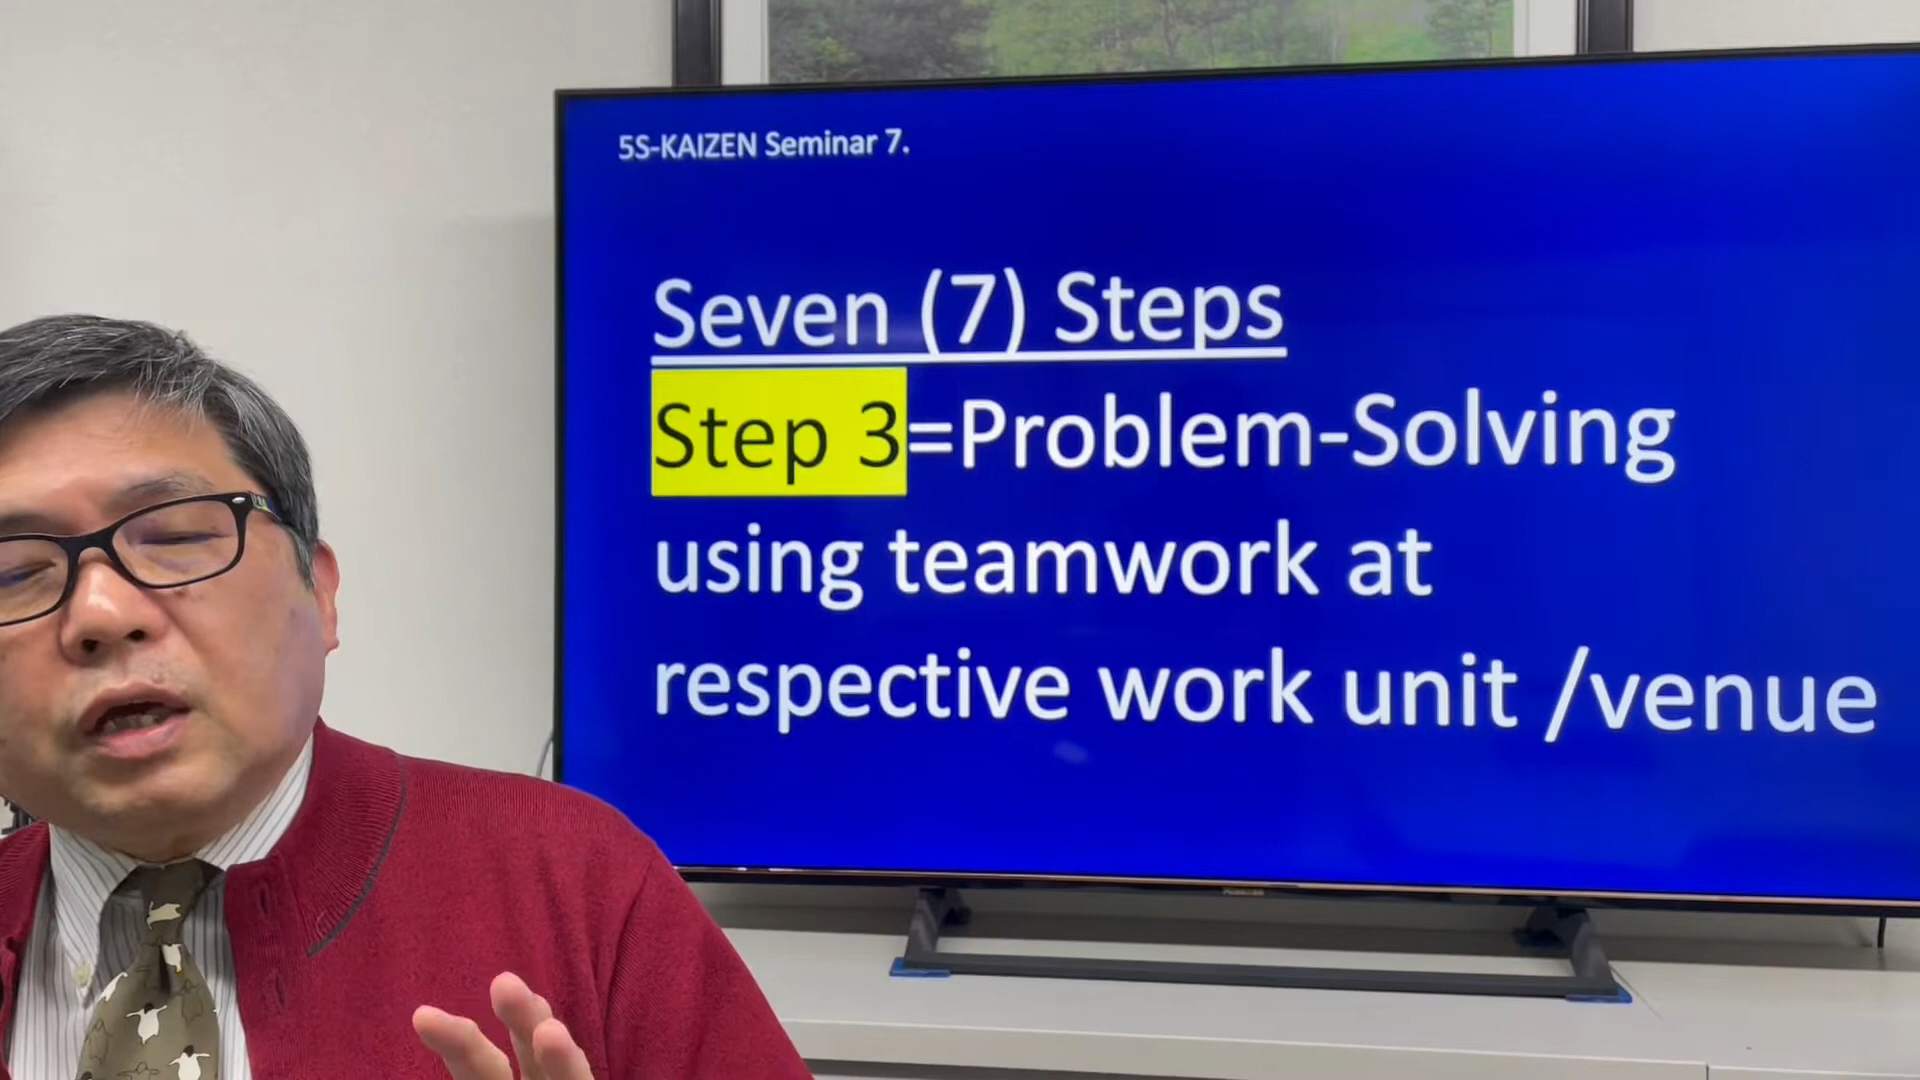 5S-KAIZEN Seminar 7.
Seven (7) Steps
Step 3=Problem-Solving
using teamwork at
respective work unit /venue